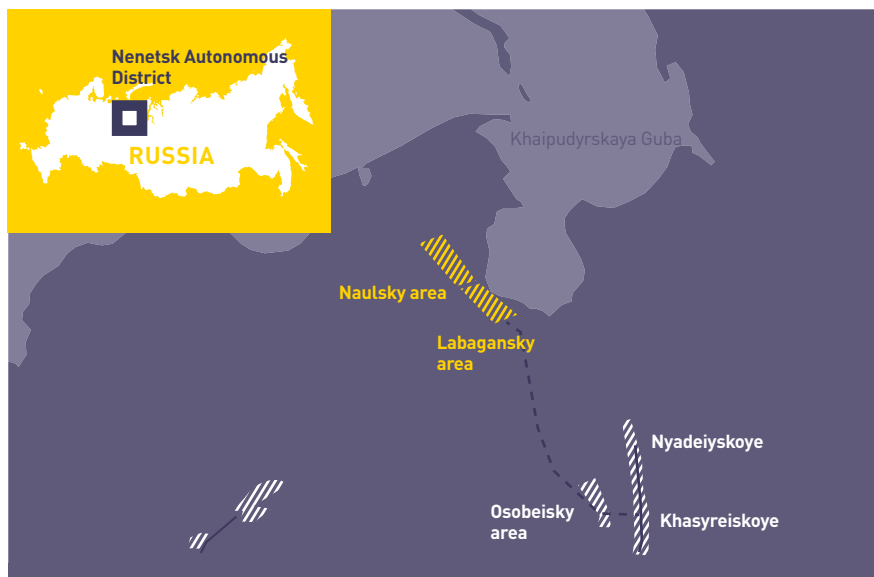 Nenetsk Autonomous
District
RUSSIA
Khaipudyrskaya Guba
Naulsky area
Labagansky
area
Nyadeiyskoye
Osobeisky
area
Khasyreiskoye